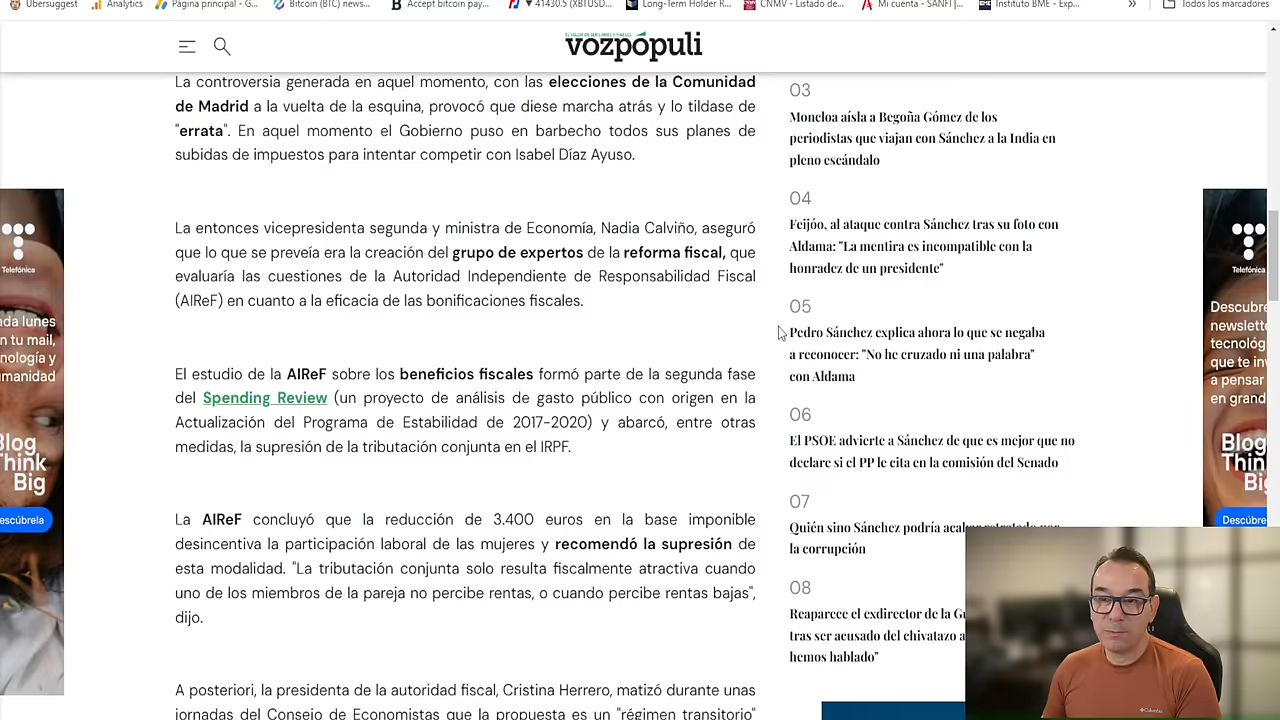 Ubersuggest
Analytics
Página principal - G...
Bitcoin (BTC) news...
Accept bitcoin pay...
▼ 41430.5 (XBTUSD...
Long-Term Holder R...
CNMV - Listado de...
Mi cuenta - SANFI |...
Instituto BME - Exp...
Todos los marcadores
vozpópuli
La controversia generada en aquel momento, con las elecciones de la Comunidad
de Madrid a la vuelta de la esquina, provocó que diese marcha atrás y lo tildase de
"errata". En aquel momento el Gobierno puso en barbecho todos sus planes de
subidas de impuestos para intentar competir con Isabel Díaz Ayuso.
La entonces vicepresidenta segunda y ministra de Economía, Nadia Calviño, aseguró
que lo que se preveía era la creación del grupo de expertos de la reforma fiscal, que
evaluaría las cuestiones de la Autoridad Independiente de Responsabilidad Fiscal
(AIReF) en cuanto a la eficacia de las bonificaciones fiscales.
El estudio de la AIReF sobre los beneficios fiscales formó parte de la segunda fase
del Spending Review (un proyecto de análisis de gasto público con origen en la
Actualización del Programa de Estabilidad de 2017-2020) y abarcó, entre otras
medidas, la supresión de la tributación conjunta en el IRPF.
La AIReF concluyó que la reducción de 3.400 euros en la base imponible
desincentiva la participación laboral de las mujeres y recomendó la supresión de
esta modalidad. "La tributación conjunta solo resulta fiscalmente atractiva cuando
uno de los miembros de la pareja no percibe rentas, o cuando percibe rentas bajas",
dijo.
A posteriori, la presidenta de la autoridad fiscal, Cristina Herrero, matizó durante unas
jornadas del Consejo de Economistas que la propuesta es un "régimen transitorio"
03
Moncloa aísla a Begoña Gómez de los
periodistas que viajan con Sánchez a la India en
pleno escándalo
04
Feijóo, al ataque contra Sánchez tras su foto con
Aldama: "La mentira es incompatible con la
honradez de un presidente"
05
Pedro Sánchez explica ahora lo que se negaba
a reconocer: "No he cruzado ni una palabra"
con Aldama
06
El PSOE advierte a Sánchez de que es mejor que no
declare si el PP le cita en la comisión del Senado
07
Quién sino Sánchez podría acabar retratado por
la corrupción
08
Reaparece el exdirector de la Gu
tras ser acusado del chivatazo a
hemos hablado"
Telefónica
ada lunes
n tu mail,
nología y
umanidad
Blog
Think
Big
escúbrela
Telefónica
Descubre
newslette
tecnológ
que te inv
a pensar
en grand
Blog
Think
Big
Descúbre
Columbia